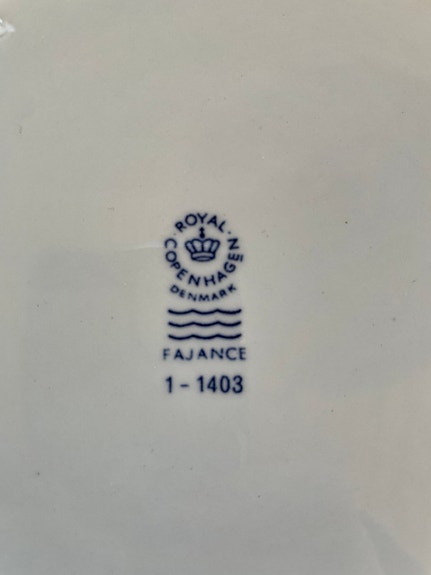 ROYAL
COPENHAGEN
DENMARK
FAJANCE
1-1403